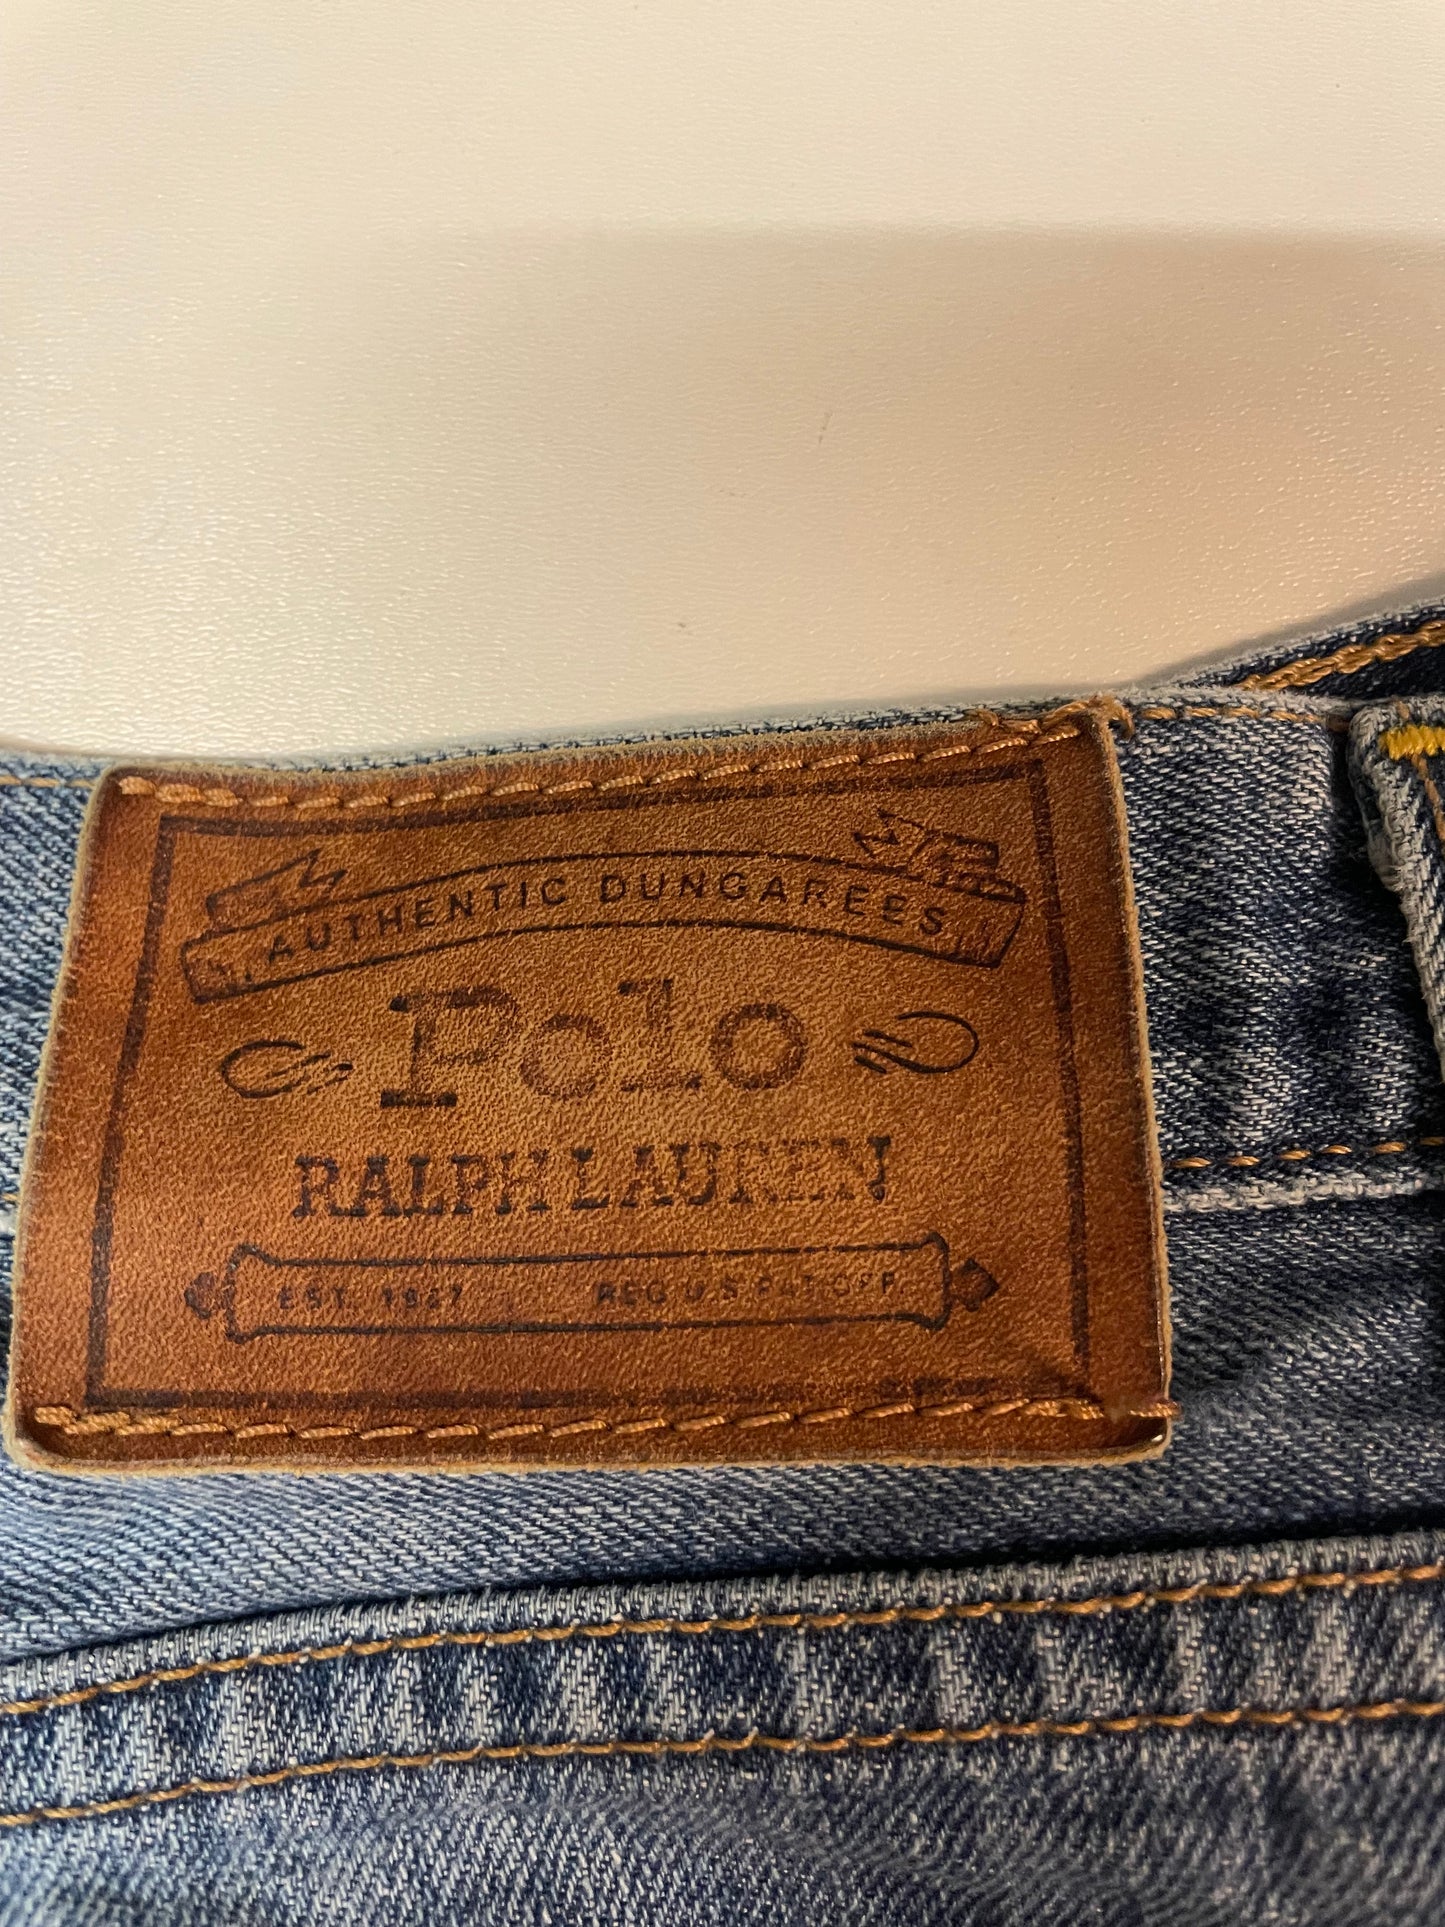 AUTHENTIC DUNGAREES
Polo
RALPH LAUREN
EST. 1967 REG U.S. PAT. OFF.